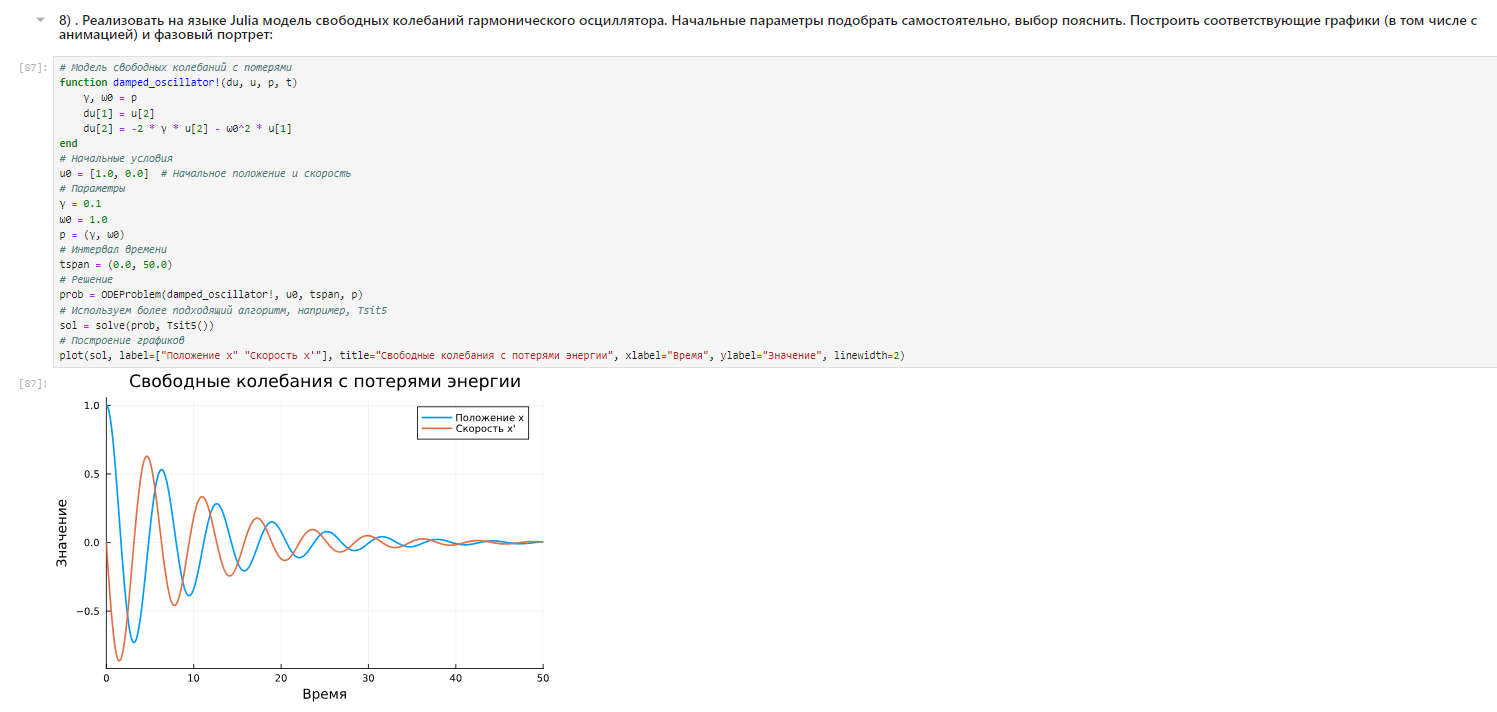 8) . Реализовать на языке Julia модель свободных колебаний гармонического осциллятора. Начальные параметры подобрать самостоятельно, выбор пояснить. Построить соответствующие графики (в том числе с
анимацией) и фазовый портрет:
[87]:
# Модель свободных колебаний с потерями
function damped_oscillator!(du, u, p, t)
    γ, ω0 = p
    du[1] = u[2]
    du[2] = -2 * γ * u[2] - ω0^2 * u[1]
end
# Начальные условия
u0 = [1.0, 0.0]  # Начальное положение и скорость
# Параметры
γ = 0.1
ω0 = 1.0
p = (γ, ω0)
# Интервал времени
tspan = (0.0, 50.0)
# Решение
prob = ODEProblem(damped_oscillator!, u0, tspan, p)
# Используем более подходящий алгоритм, например, Tsit5
sol = solve(prob, Tsit5())
# Построение графиков
plot(sol, label=["Положение x" "Скорость x'"], title="Свободные колебания с потерями энергии", xlabel="Время", ylabel="Значение", linewidth=2)
[87]:
Свободные колебания с потерями энергии
Положение x
Скорость x'
1.0
0.5
0.0
−0.5
Значение
0 10 20 30 40 50
Время